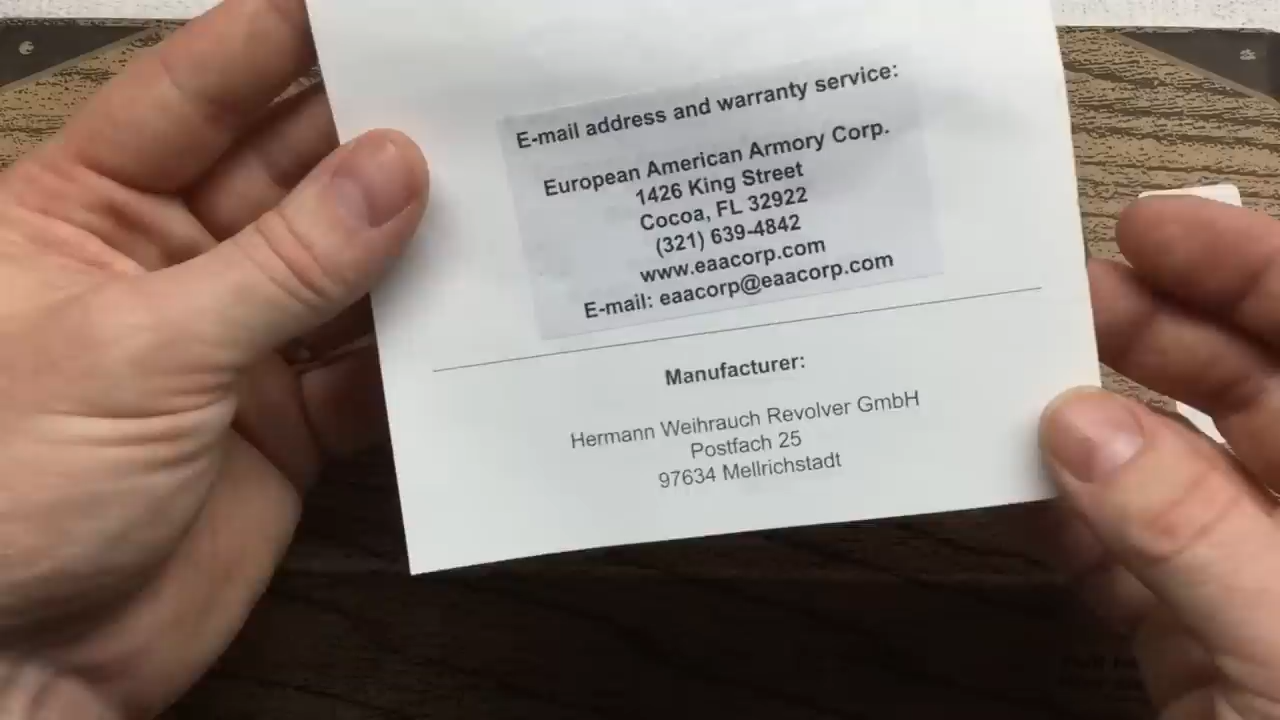 E-mail address and warranty service:
European American Armory Corp.
1426 King Street
Cocoa, FL 32922
(321) 639-4842
www.eaacorp.com
E-mail: eaacorp@eaacorp.com
Manufacturer:
Hermann Weihrauch Revolver GmbH
Postfach 25
97634 Mellrichstadt